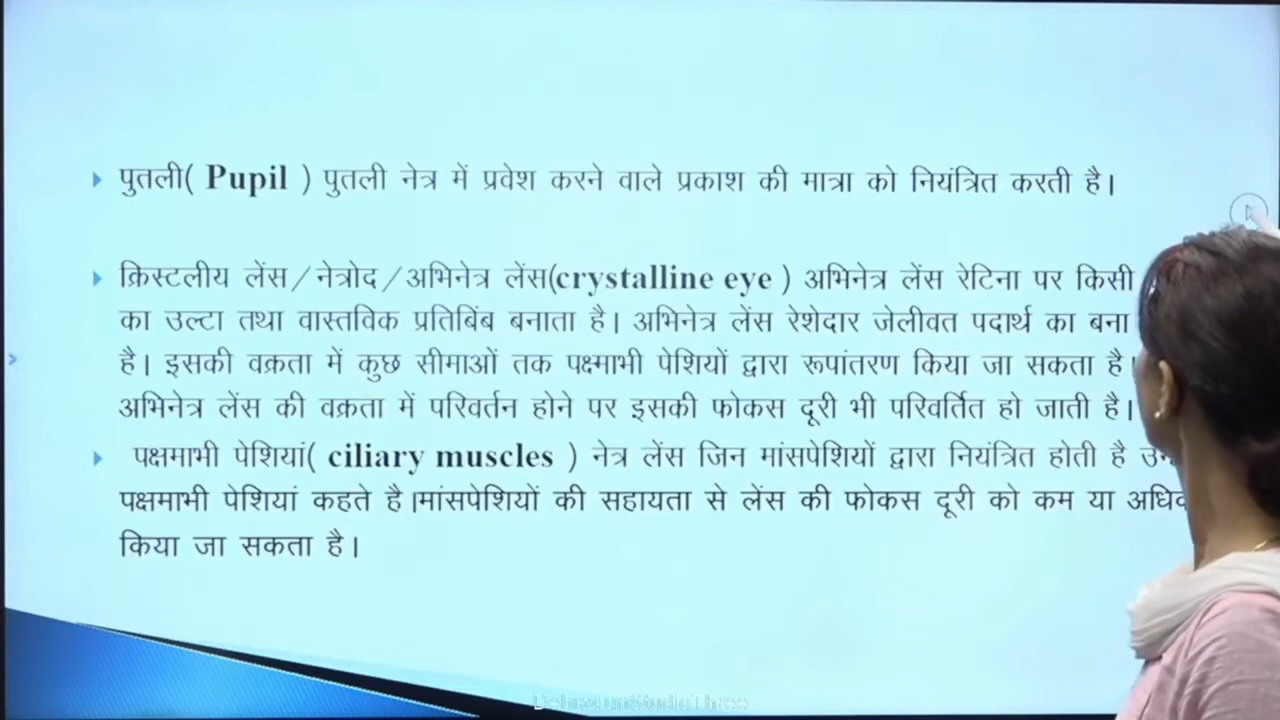 पुतली( Pupil ) पुतली नेत्र में प्रवेश करने वाले प्रकाश की मात्रा को नियंत्रित करती है।
क्रिस्टलीय लेंस/नेत्रोद/अभिनेत्र लेंस(crystalline eye ) अभिनेत्र लेंस रेटिना पर किसी
का उल्टा तथा वास्तविक प्रतिबिंब बनाता है। अभिनेत्र लेंस रेशेदार जेलीवत पदार्थ का बना
है। इसकी वक्रता में कुछ सीमाओं तक पक्ष्माभी पेशियों द्वारा रूपांतरण किया जा सकता है।
अभिनेत्र लेंस की वक्रता में परिवर्तन होने पर इसकी फोकस दूरी भी परिवर्तित हो जाती है।
पक्षमाभी पेशियां( ciliary muscles ) नेत्र लेंस जिन मांसपेशियों द्वारा नियंत्रित होती है
पक्षमाभी पेशियां कहते है।मांसपेशियों की सहायता से लेंस की फोकस दूरी को कम या
किया जा सकता है।